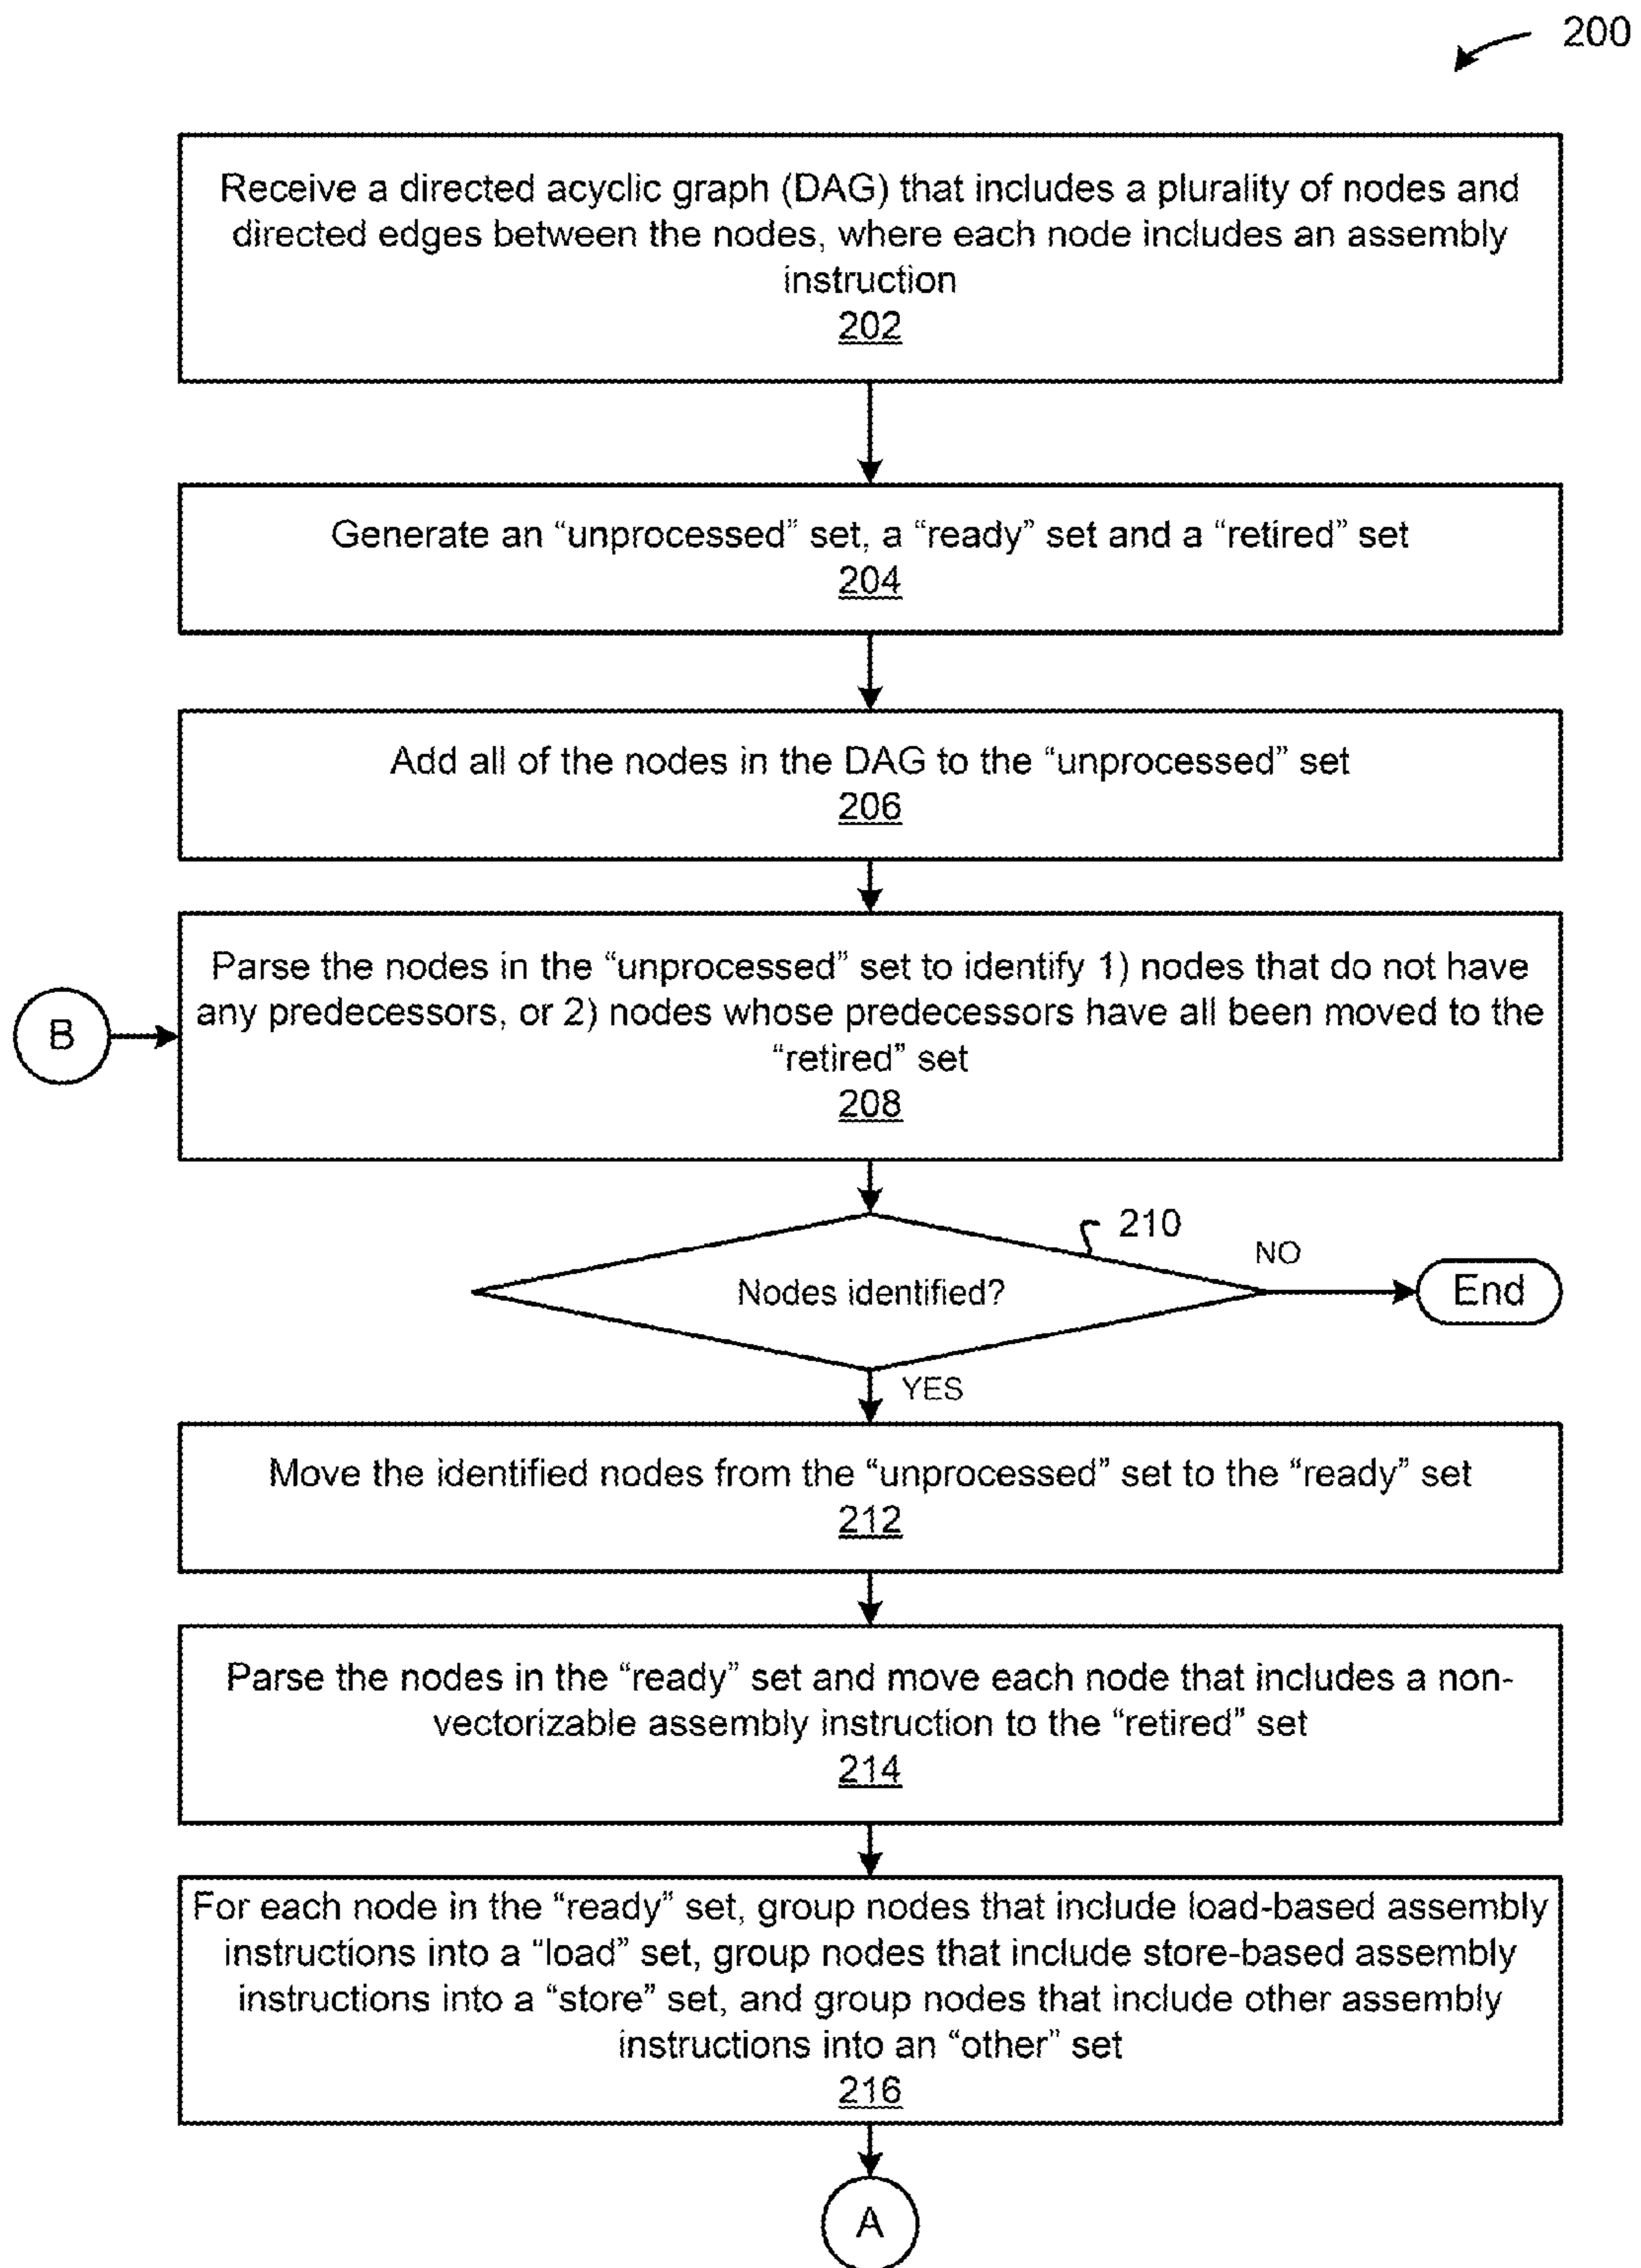 200
Receive a directed acyclic graph (DAG) that includes a plurality of nodes and
directed edges between the nodes, where each node includes an assembly
instruction
202
Generate an “unprocessed” set, a “ready” set and a “retired” set
204
Add all of the nodes in the DAG to the “unprocessed” set
206
Parse the nodes in the “unprocessed” set to identify 1) nodes that do not have
any predecessors, or 2) nodes whose predecessors have all been moved to the
“retired” set
208
B
210
Nodes identified?
NO
End
YES
Move the identified nodes from the “unprocessed” set to the “ready” set
212
Parse the nodes in the “ready” set and move each node that includes a non-
vectorizable assembly instruction to the “retired” set
214
For each node in the “ready” set, group nodes that include load-based assembly
instructions into a “load” set, group nodes that include store-based assembly
instructions into a “store” set, and group nodes that include other assembly
instructions into an “other” set
216
A